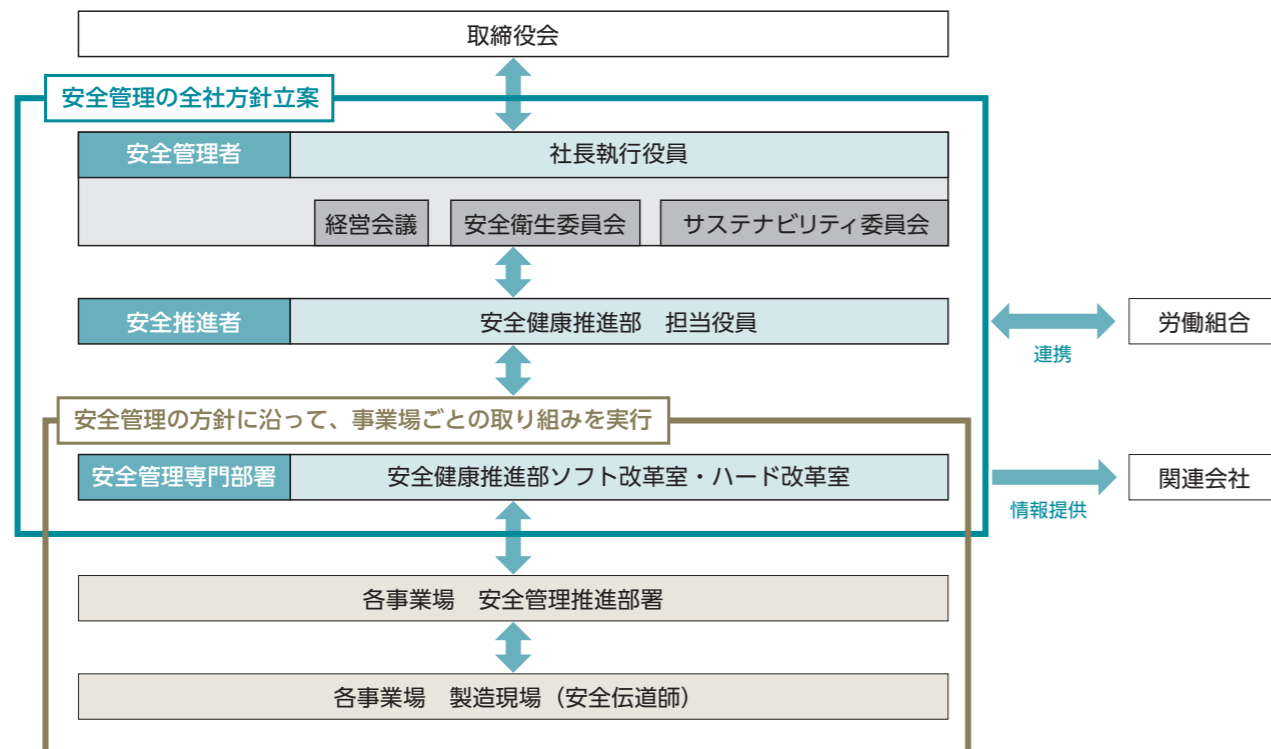 取締役会
安全管理の全社方針立案
安全管理者 社長執行役員
経営会議 安全衛生委員会 サステナビリティ委員会
安全推進者 安全健康推進部　担当役員
労働組合
連携
安全管理の方針に沿って、事業場ごとの取り組みを実行
安全管理専門部署 安全健康推進部ソフト改革室・ハード改革室
関連会社
情報提供
各事業場　安全管理推進部署
各事業場　製造現場（安全伝道師）